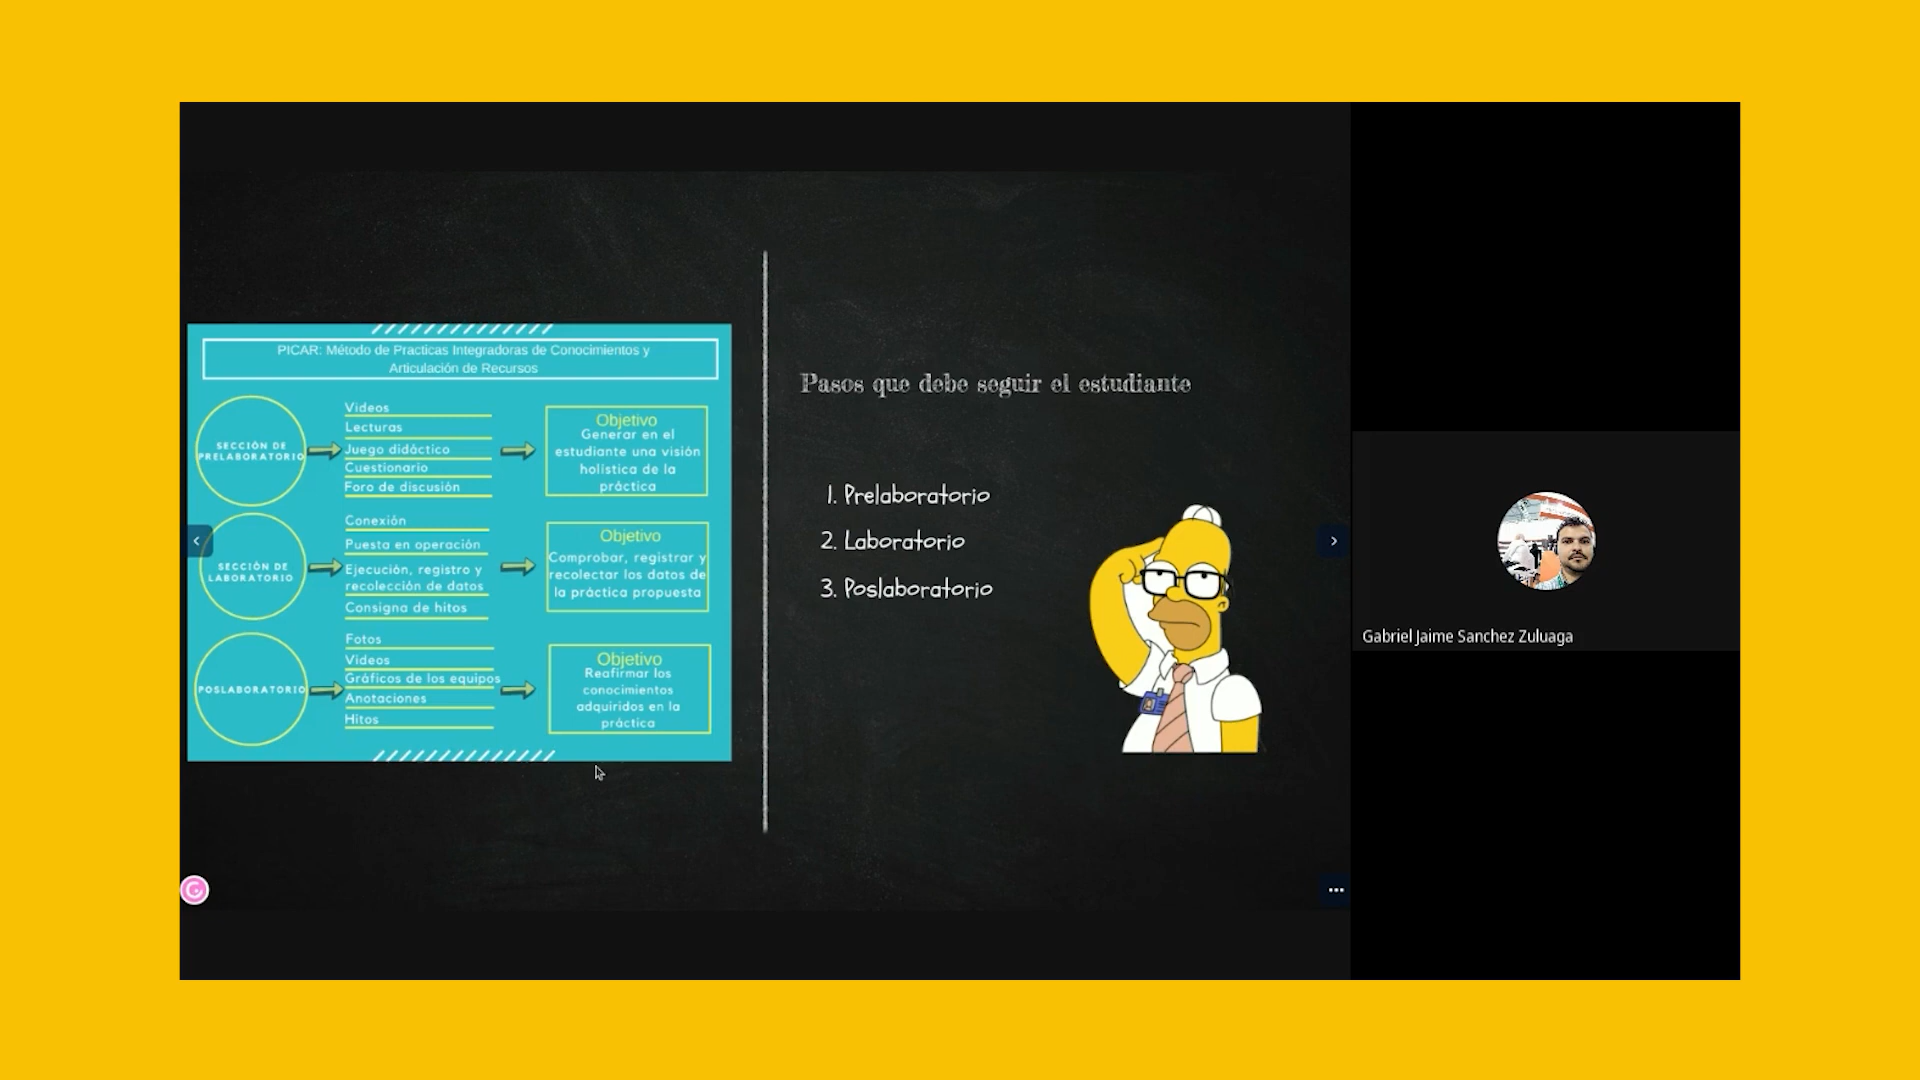 PICAR: Método de Practicas Integradoras de Conocimientos y
Articulación de Recursos
SECCIÓN DE
PRELABORATORIO
Videos
Lecturas
Juego didáctico
Cuestionario
Foro de discusión
Objetivo
Generar en el
estudiante una visión
holística de la
práctica
SECCIÓN DE
LABORATORIO
Conexión
Puesta en operación
Ejecución, registro y
recolección de datos
Consigna de hitos
Objetivo
Comprobar, registrar y
recolectar los datos de
la práctica propuesta
POSLABORATORIO
Fotos
Videos
Gráficos de los equipos
Anotaciones
Hitos
Objetivo
Reafirmar los
conocimientos
adquiridos en la
práctica
Pasos que debe seguir el estudiante
1. Prelaboratorio
2. Laboratorio
3. Poslaboratorio
Gabriel Jaime Sanchez Zuluaga